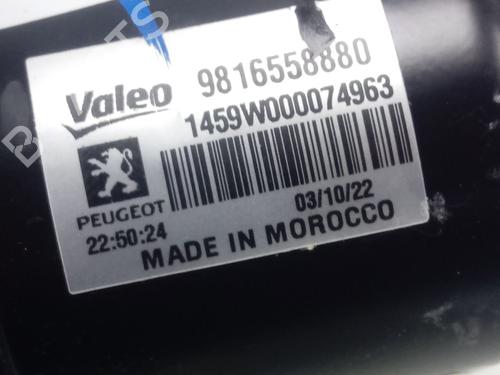 Valeo 9816558880
1459W000074963
PEUGEOT
03/10/22
22:50:24
MADE IN MOROCCO